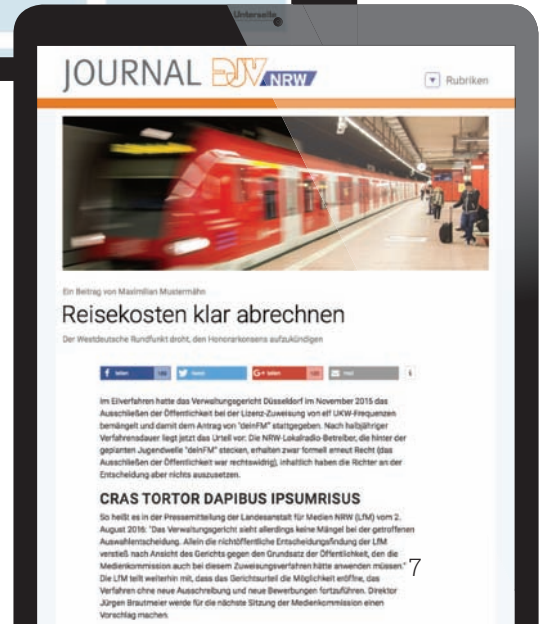 Unterseite
JOURNAL DJV NRW
Rubriken
Ein Beitrag von Maximilian Mustermähn
Reisekosten klar abrechnen
Der Westdeutsche Rundfunkt droht, den Honorarkonsens aufzukündigen
f teilen
tweet
G+ teilen
mail
Im Eilverfahren hatte das Verwaltungsgericht Düsseldorf im November 2015 das
Ausschließen der Öffentlichkeit bei der Lizenz-Zuweisung von elf UKW-Frequenzen
bemängelt und damit dem Antrag von "deinFM" stattgegeben. Nach halbjähriger
Verfahrensdauer liegt jetzt das Urteil vor: Die NRW-Lokalradio-Betreiber, die hinter der
geplanten Jugendwelle "deinFM" stecken, erhalten zwar formell erneut Recht (das
Ausschließen der Öffentlichkeit war rechtswidrig), inhaltlich haben die Richter an der
Entscheidung aber nichts auszusetzen.
CRAS TORTOR DAPIBUS IPSUMRISUS
So heißt es in der Pressemitteilung der Landesanstalt für Medien NRW (LfM) vom 2.
August 2016: "Das Verwaltungsgericht sieht allerdings keine Mängel bei der getroffenen
Auswahlentscheidung. Allein die nichtöffentliche Entscheidungsfindung der LfM
verstieß nach Ansicht des Gerichts gegen den Grundsatz der Öffentlichkeit, den die
Medienkommission auch bei diesem Zuweisungsverfahren hätte anwenden müssen."
7
Die LfM teilt weiterhin mit, dass das Gerichtsurteil die Möglichkeit eröffne, das
Verfahren ohne neue Ausschreibung und neue Bewerbungen fortzuführen. Direktor
Jürgen Brautmeier werde für die nächste Sitzung der Medienkommission einen
Vorschlag machen.